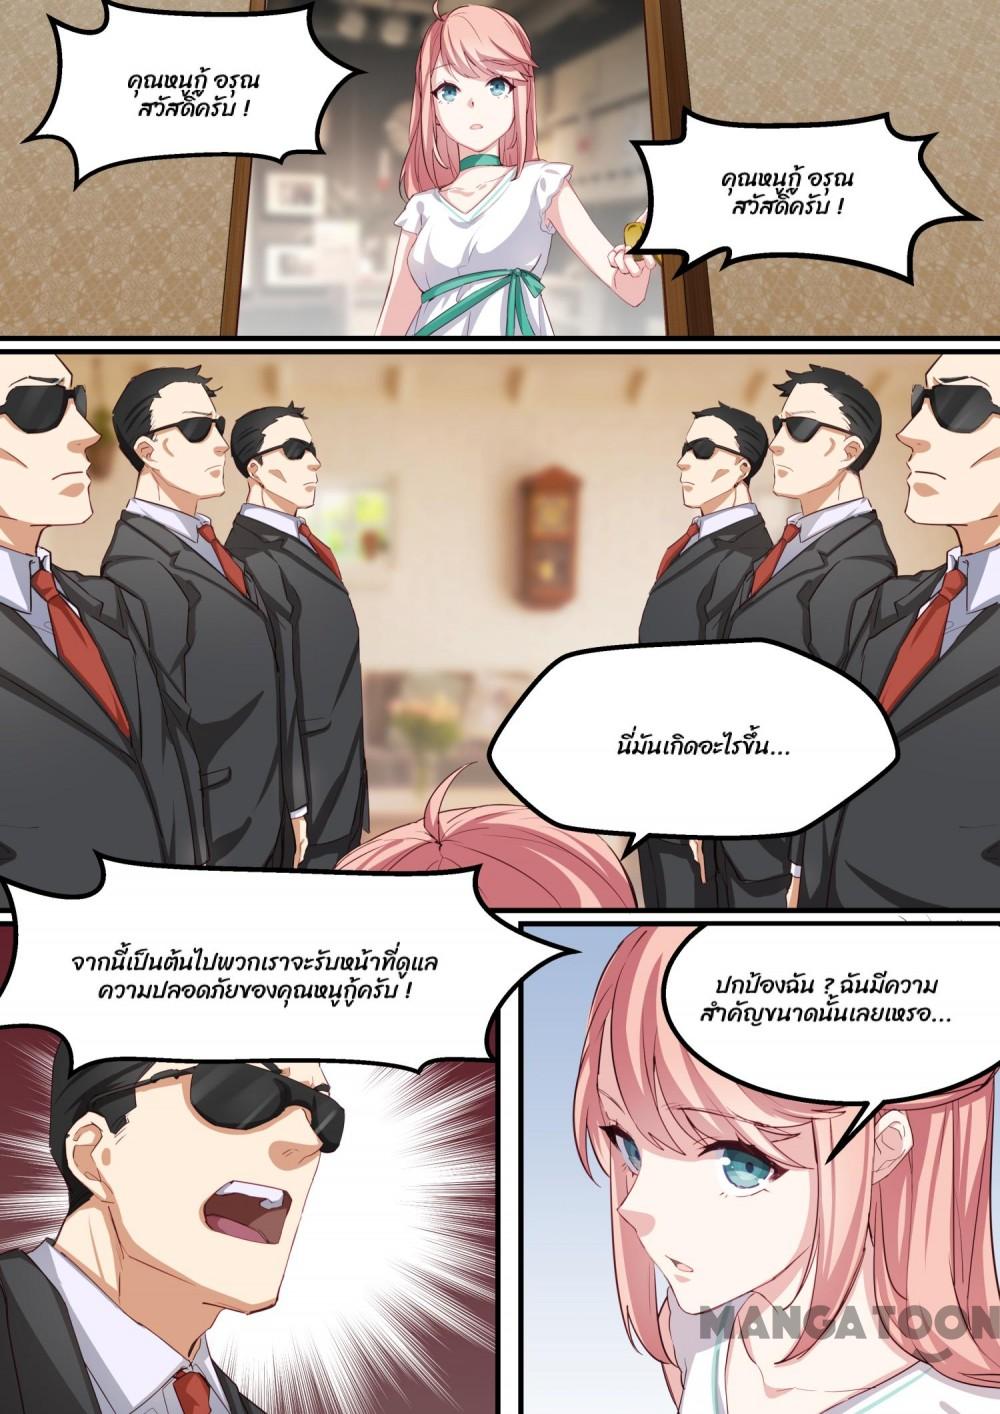 คุณหนูกู้ อรุณ
สวัสดิ์ครับ !
คุณหนูกู้ อรุณ
สวัสดิ์ครับ !
นี่มันเกิดอะไรขึ้น...
จากนี้เป็นต้นไปพวกเราจะรับหน้าที่ดูแล
ความปลอดภัยของคุณหนูกู้ครับ !
ปกป้องฉัน ? ฉันมีความ
สำคัญขนาดนั้นเลยเหรอ...
MANGATOON